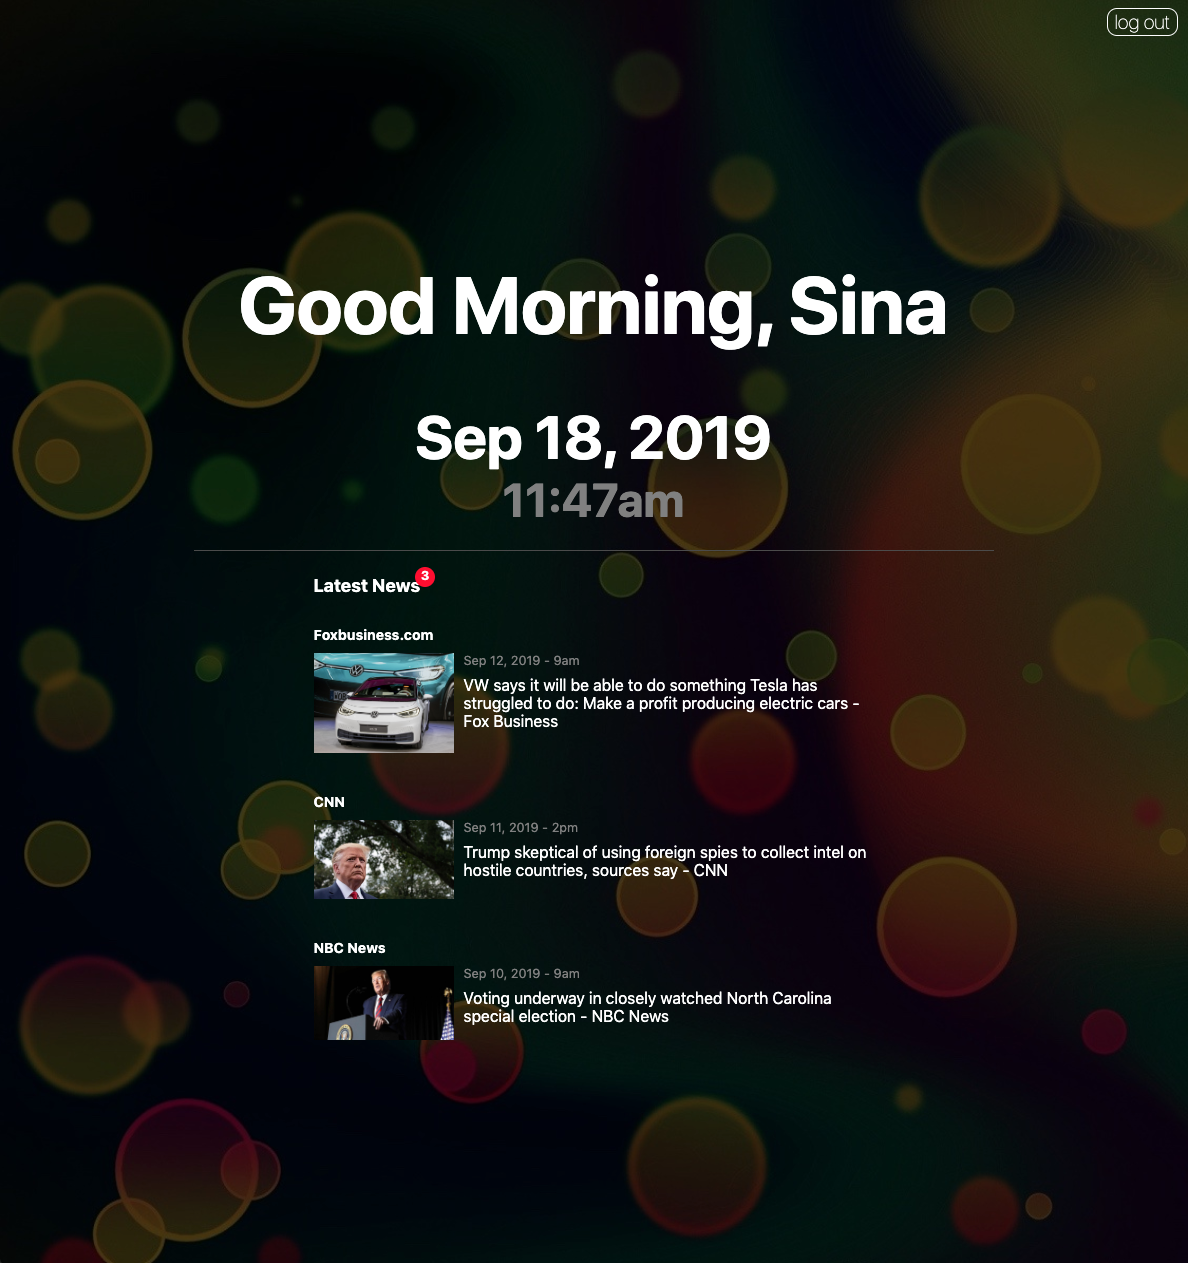 log out
Good Morning, Sina
Sep 18, 2019
11:47am
Latest News 3
Foxbusiness.com
Sep 12, 2019 - 9am
VW says it will be able to do something Tesla has
struggled to do: Make a profit producing electric cars -
Fox Business
CNN
Sep 11, 2019 - 2pm
Trump skeptical of using foreign spies to collect intel on
hostile countries, sources say - CNN
NBC News
Sep 10, 2019 - 9am
Voting underway in closely watched North Carolina
special election - NBC News